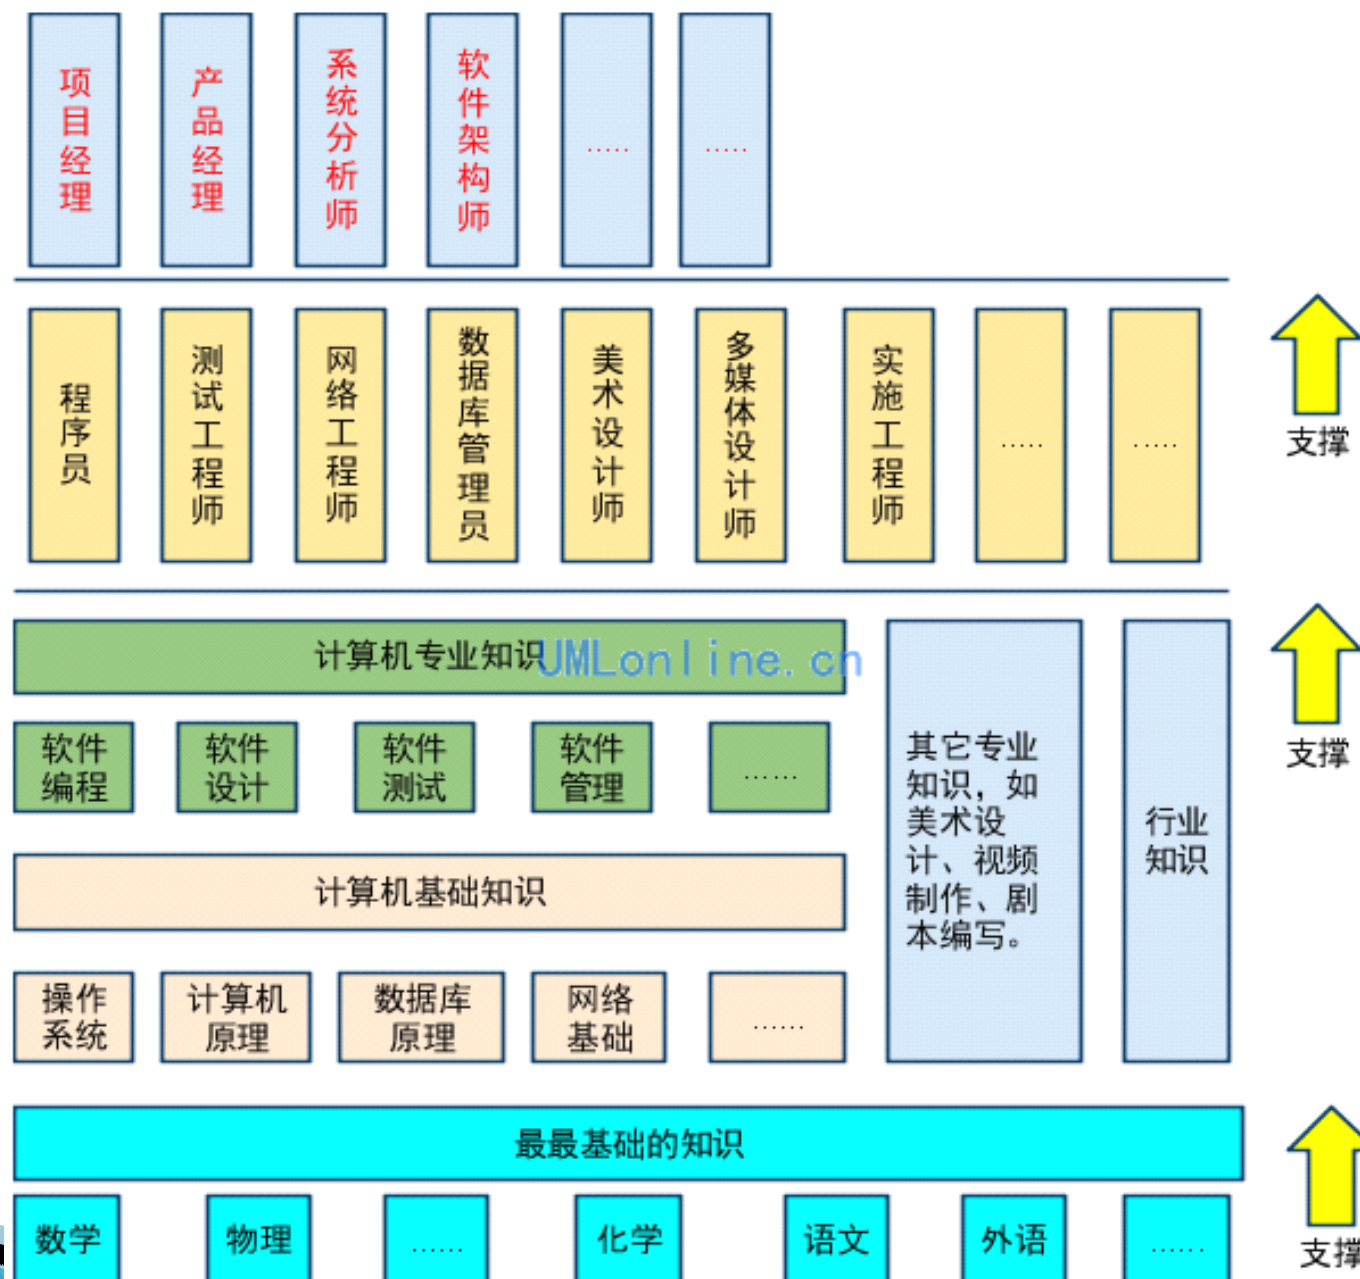 项目经理
产品经理
系统分析师
软件架构师
.....
.....
程序员
测试工程师
网络工程师
数据库管理员
美术设计师
多媒体设计师
实施工程师
.....
.....
支撑
计算机专业知识
UMLonline.cn
软件
编程
软件
设计
软件
测试
软件
管理
......
其它专业
知识，如
美术设
计、视频
制作、剧
本编写。
行业
知识
支撑
计算机基础知识
操作
系统
计算机
原理
数据库
原理
网络
基础
......
最最基础的知识
数学
物理
......
化学
语文
外语
......
支撑